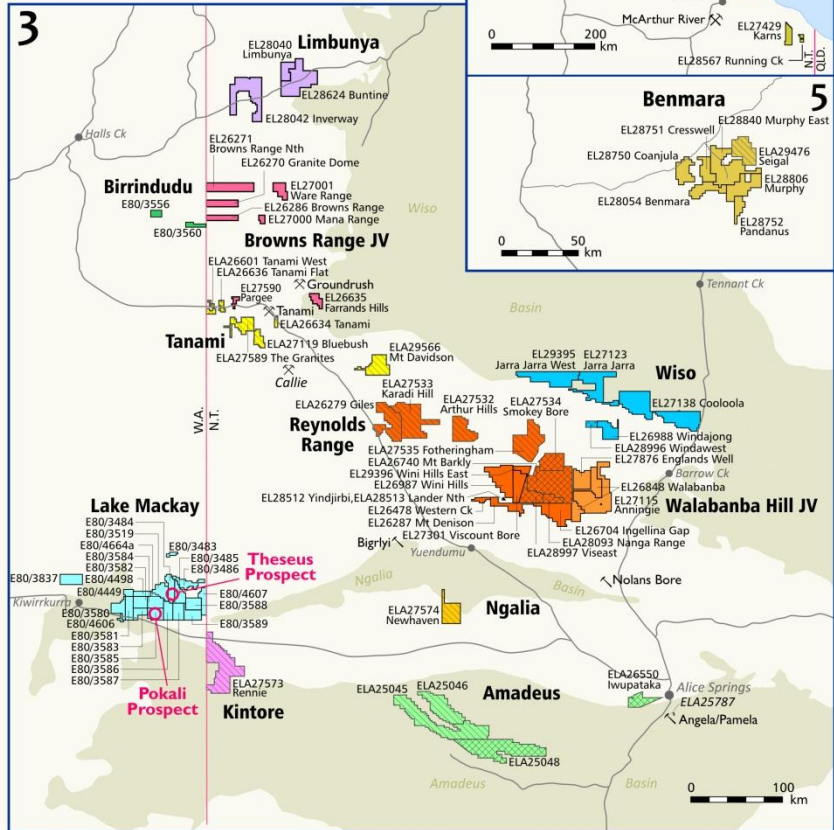 3
McArthur River
EL27429
Karns
0
200
km
EL28567 Running Ck
N.T.
QLD.
5
Benmara
EL28840 Murphy East
EL28751 Cresswell
ELA29476
Seigal
EL28750 Coanjula
EL28806
Murphy
EL28054 Benmara
EL28752
Pandanus
0
50
km
EL28040
Limbunya
Limbunya
EL28624 Buntine
EL28042 Inverway
Halls Ck
EL26271
Browns Range Nth
EL26270 Granite Dome
Birrindudu
EL27001
Ware Range
E80/3556
EL26286 Browns Range
EL27000 Mana Range
E80/3560
Wiso
Browns Range JV
ELA26601 Tanami West
ELA26636 Tanami Flat
EL27590
Pargee
Groundrush
Tanami
EL26635
Farrands Hills
ELA26634 Tanami
Tanami
ELA27119 Bluebush
ELA27589 The Granites
Callie
Tennant Ck
Basin
ELA29566
Mt Davidson
EL29395
Jarra Jarra West
EL27123
Jarra Jarra
Wiso
ELA27533
Karadi Hill
ELA27532
Arthur Hills
ELA27534
Smokey Bore
EL27138 Cooloola
ELA26279 Giles
Reynolds
Range
W.A.
N.T.
EL26988 Windajong
EL28996 Windawest
EL27876 Englands Well
ELA27535 Fotheringham
ELA26740 Mt Barkly
EL29396 Wini Hills East
EL26987 Wini Hills
EL28512 Yindjirbi,ELA28513 Lander Nth
EL26478 Western Ck
EL26287 Mt Denison
EL27301 Viscount Bore
Barrow Ck
EL26848 Walabanba
EL27115
Anningie
Walabanba Hill JV
EL26704 Ingellina Gap
EL28093 Nanga Range
ELA28997 Viseast
Lake Mackay
E80/3484
E80/3519
E80/4664a
E80/3584
E80/3582
E80/4498
E80/4449
E80/3483
E80/3485
E80/3486
Theseus
Prospect
E80/3837
Kiwirrkurra
E80/4607
E80/3588
E80/3589
E80/3580
E80/4606
E80/3581
E80/3583
E80/3585
E80/3586
E80/3587
Pokali
Prospect
Bigrlyi
Yuendumu
Ngalia
Basin
Nolans Bore
ELA27574
Newhaven
Ngalia
ELA27573
Rennie
Kintore
ELA25045
ELA25046
Amadeus
ELA25048
ELA26550
Iwupataka
Alice Springs
ELA25787
Angela/Pamela
Amadeus
Basin
0
100
km